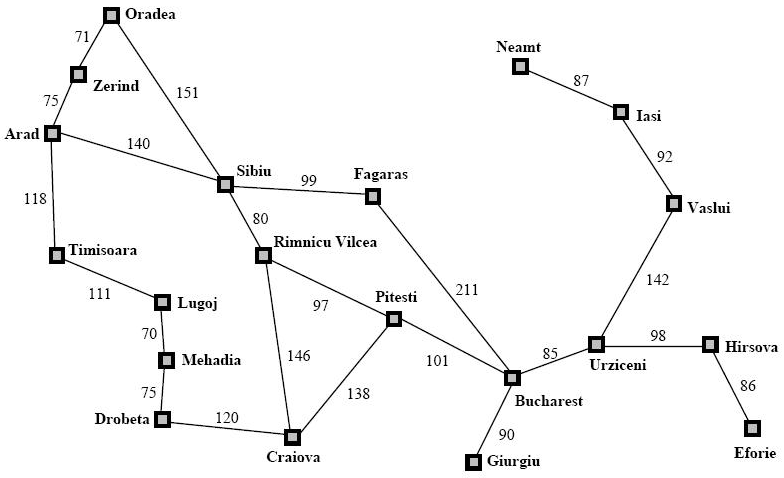 Oradea
71
Neamt
Zerind
87
151
75
Iasi
Arad
140
92
Sibiu
Fagaras
99
118
Vaslui
80
Timisoara
Rimnicu Vilcea
142
111
Lugoj
97
Pitesti
211
70
146
101
98
Hirsova
85
Urziceni
Mehadia
86
75
138
Bucharest
Drobeta
120
90
Eforie
Craiova
Giurgiu